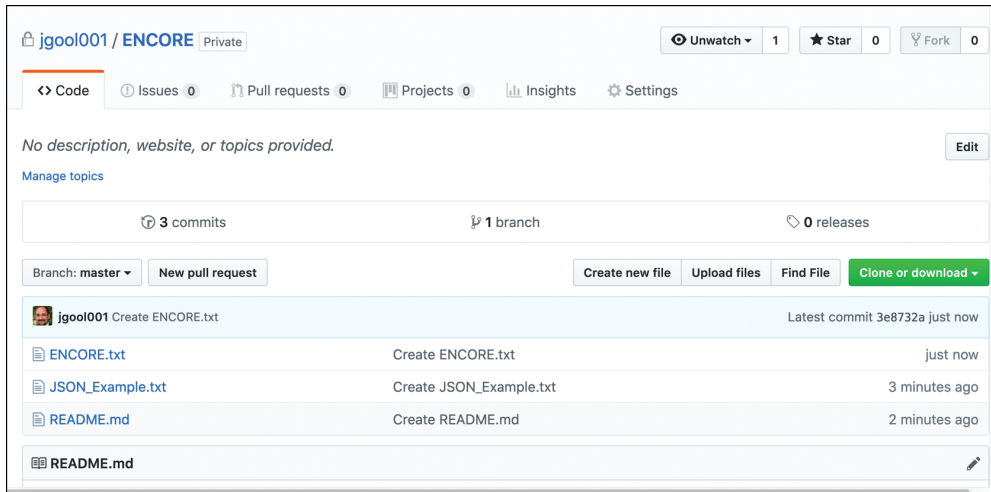 jgool001 / ENCORE Private Unwatch 1 Star 0 Fork 0
Code Issues 0 Pull requests 0 Projects 0 Insights Settings
No description, website, or topics provided. Edit
Manage topics
3 commits 1 branch 0 releases
Branch: master New pull request Create new file Upload files Find File Clone or download
jgool001 Create ENCORE.txt Latest commit 3e8732a just now
ENCORE.txt Create ENCORE.txt just now
JSON_Example.txt Create JSON_Example.txt 3 minutes ago
README.md Create README.md 2 minutes ago
README.md